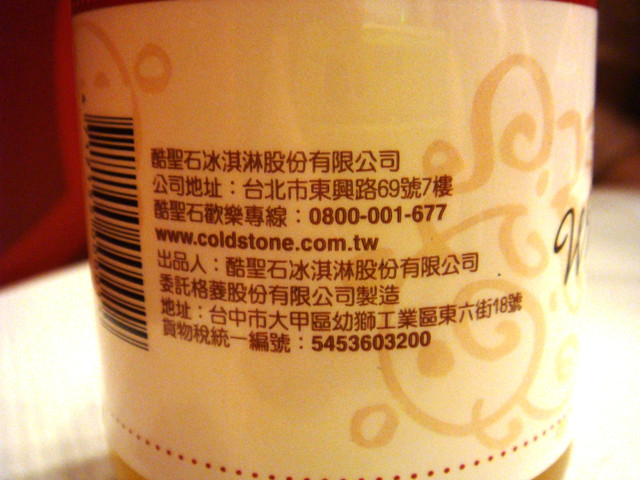 酷聖石冰淇淋股份有限公司
公司地址：台北市東興路69號7樓
酷聖石歡樂專線：0800-001-677
www.coldstone.com.tw
出品人：酷聖石冰淇淋股份有限公司
委託格菱股份有限公司製造
地址：台中市大甲區幼獅工業區東六街18號
貨物稅統一編號：5453603200